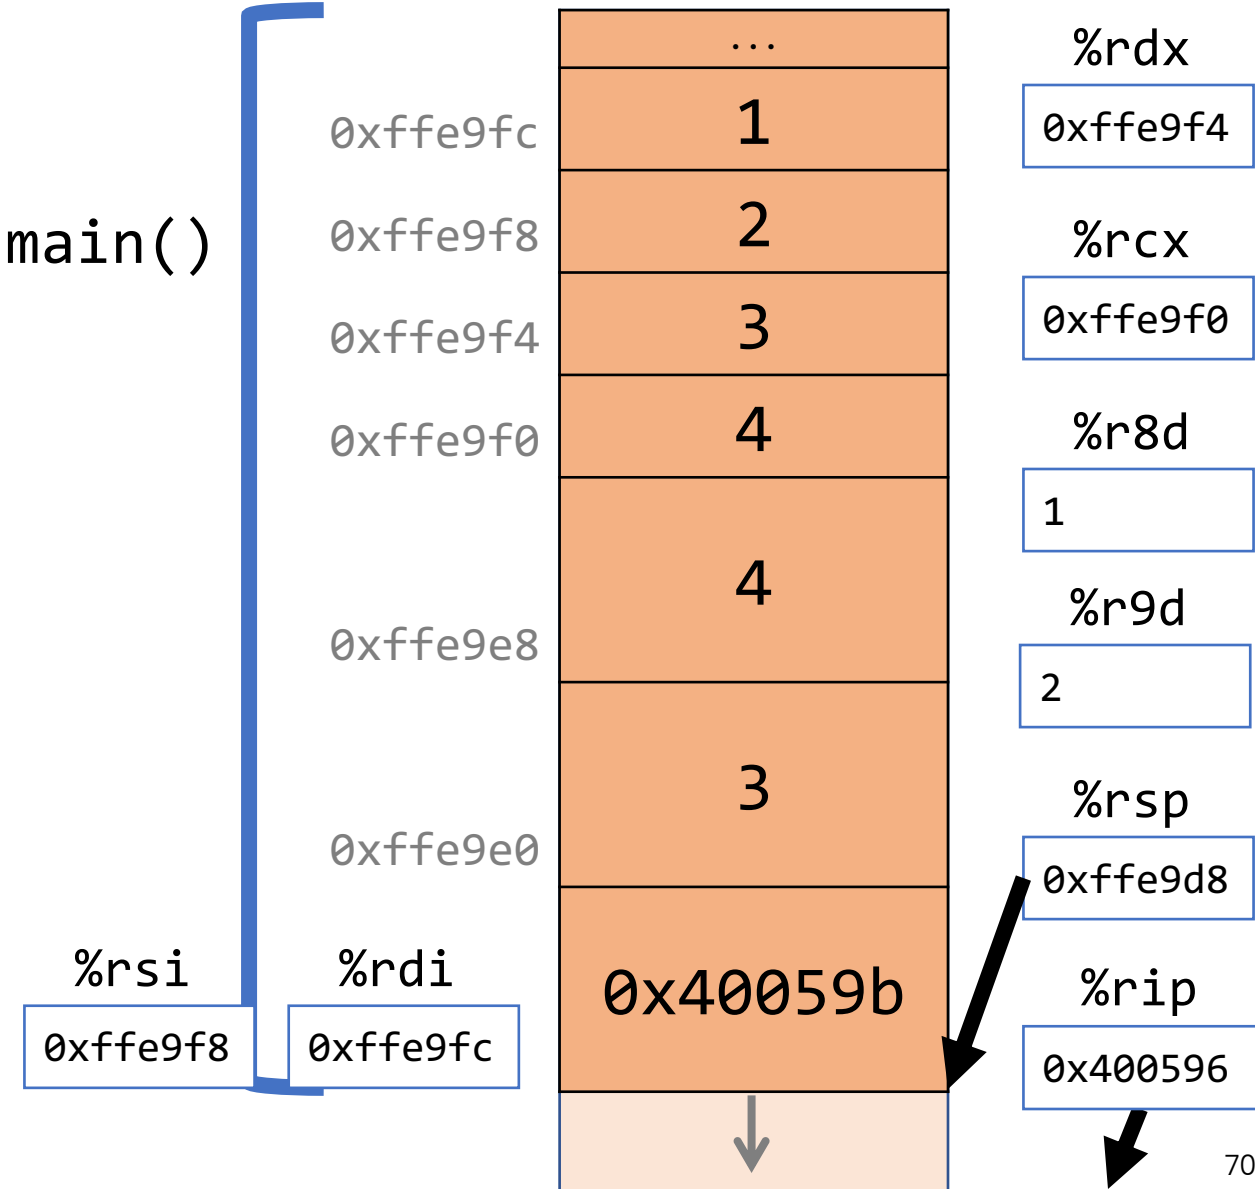 ...
%rdx
0xffe9fc
1
0xffe9f4
main()
0xffe9f8
2
%rcx
0xffe9f4
3
0xffe9f0
0xffe9f0
4
%r8d
1
4
%r9d
0xffe9e8
2
3
%rsp
0xffe9e0
0xffe9d8
%rsi
%rdi
0x40059b
%rip
0xffe9f8
0xffe9fc
0x400596
70